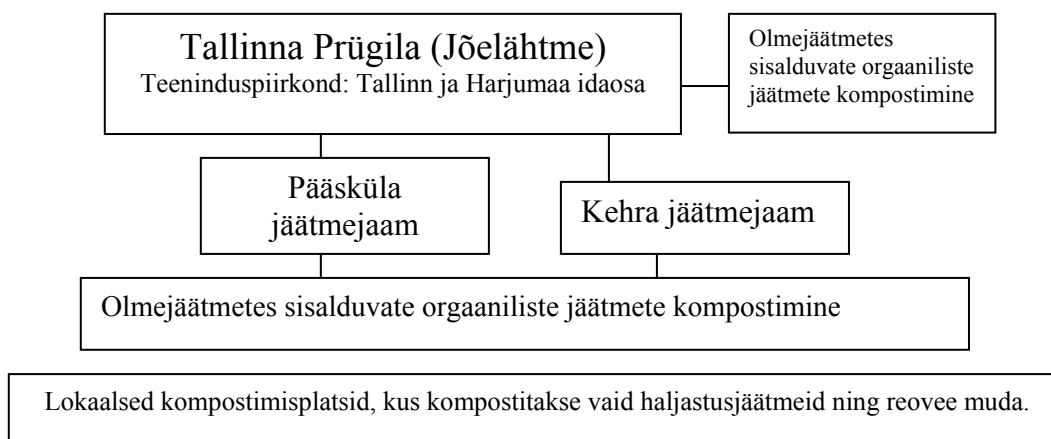 Tallinna Prügila (Jõelähtme)
Teeninduspiirkond: Tallinn ja Harjumaa idaosa
Olmejäätmetes
sisalduvate orgaaniliste
jäätmete kompostimine
Pääsküla
jäätmejaam
Kehra jäätmejaam
Olmejäätmetes sisalduvate orgaaniliste jäätmete kompostimine
Lokaalsed kompostimisplatsid, kus kompostitakse vaid haljastusjäätmeid ning reovee muda.